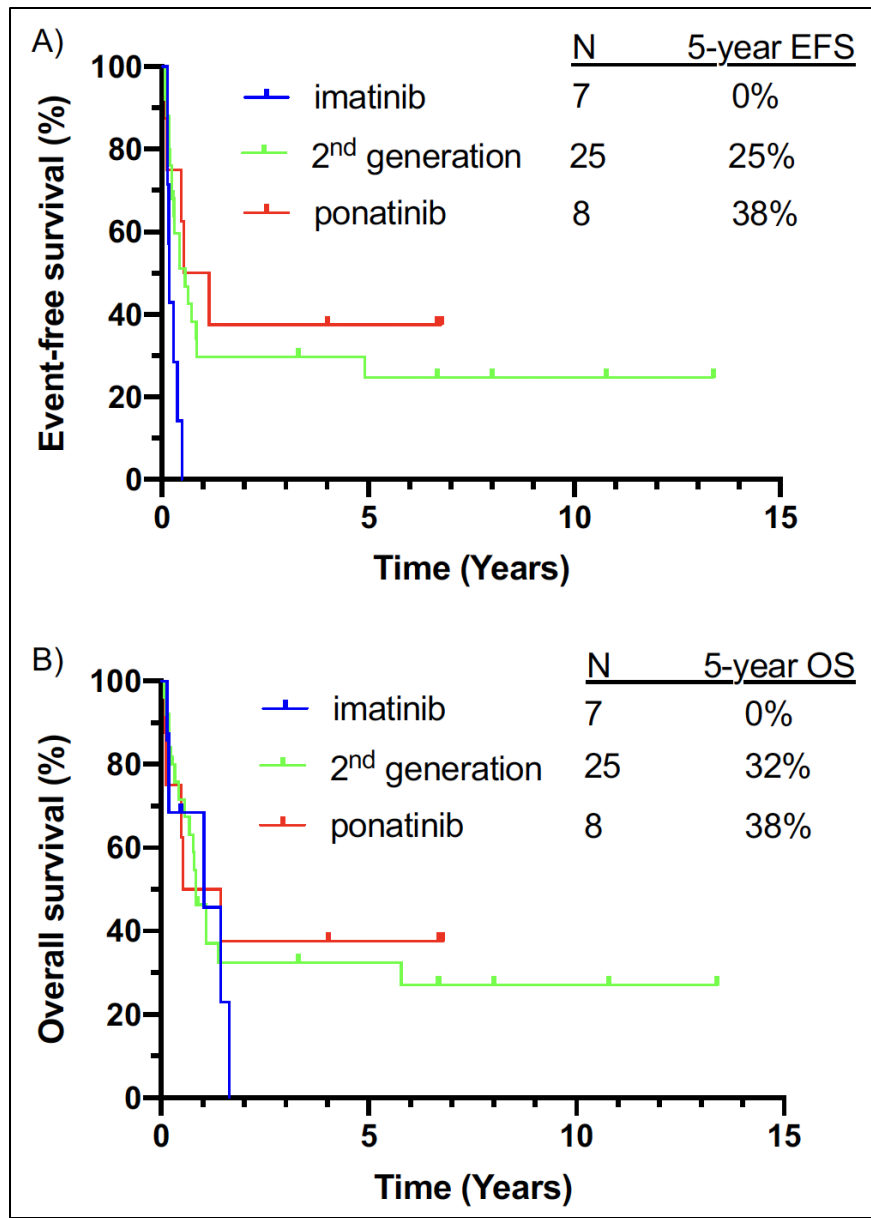 A)
N 5-year EFS
imatinib 7 0%
2nd generation 25 25%
ponatinib 8 38%
Event-free survival (%)
100
80
60
40
20
0
0 5 10 15
Time (Years)
B)
N 5-year OS
imatinib 7 0%
2nd generation 25 32%
ponatinib 8 38%
Overall survival (%)
100
80
60
40
20
0
0 5 10 15
Time (Years)